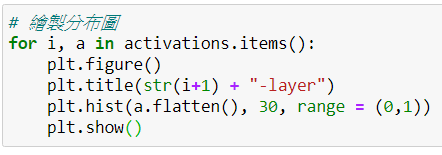 # 繪製分布圖
for i, a in activations.items():
    plt.figure()
    plt.title(str(i+1) + "-layer")
    plt.hist(a.flatten(), 30, range = (0,1))
    plt.show()